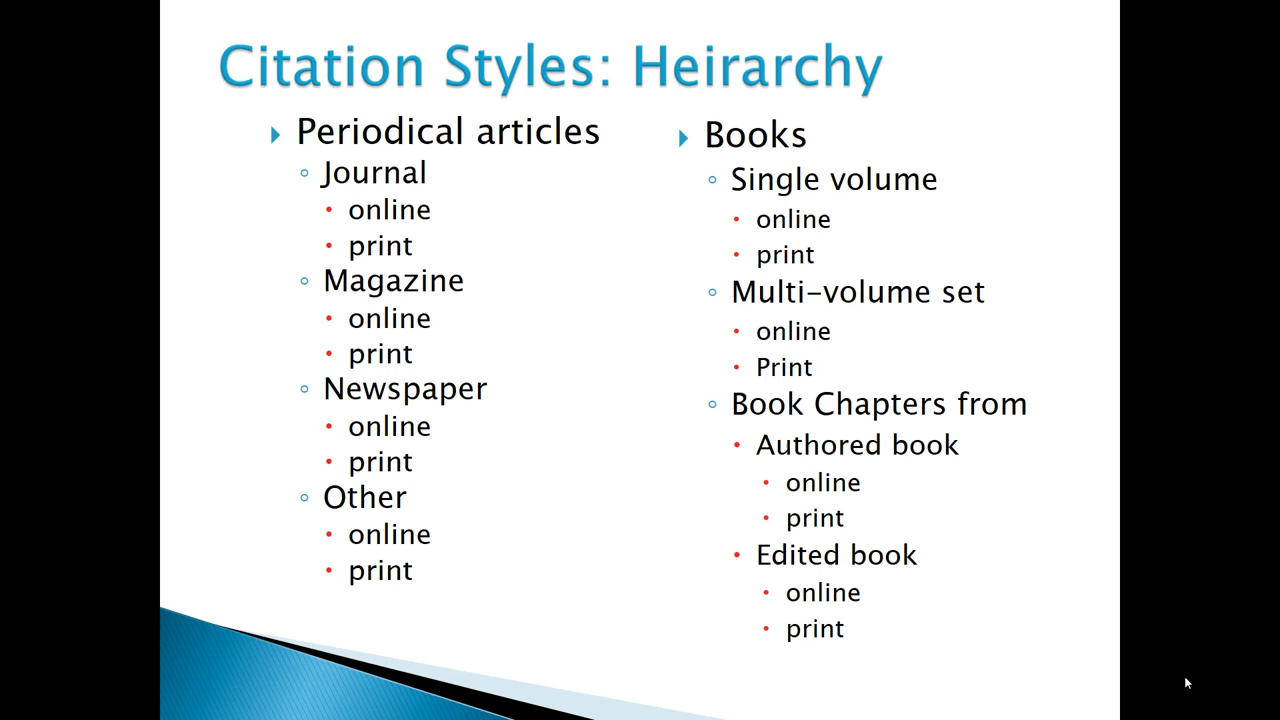 Citation Styles: Heirarchy
Periodical articles
Journal
online
print
Magazine
online
print
Newspaper
online
print
Other
online
print
Books
Single volume
online
print
Multi-volume set
online
Print
Book Chapters from
Authored book
online
print
Edited book
online
print